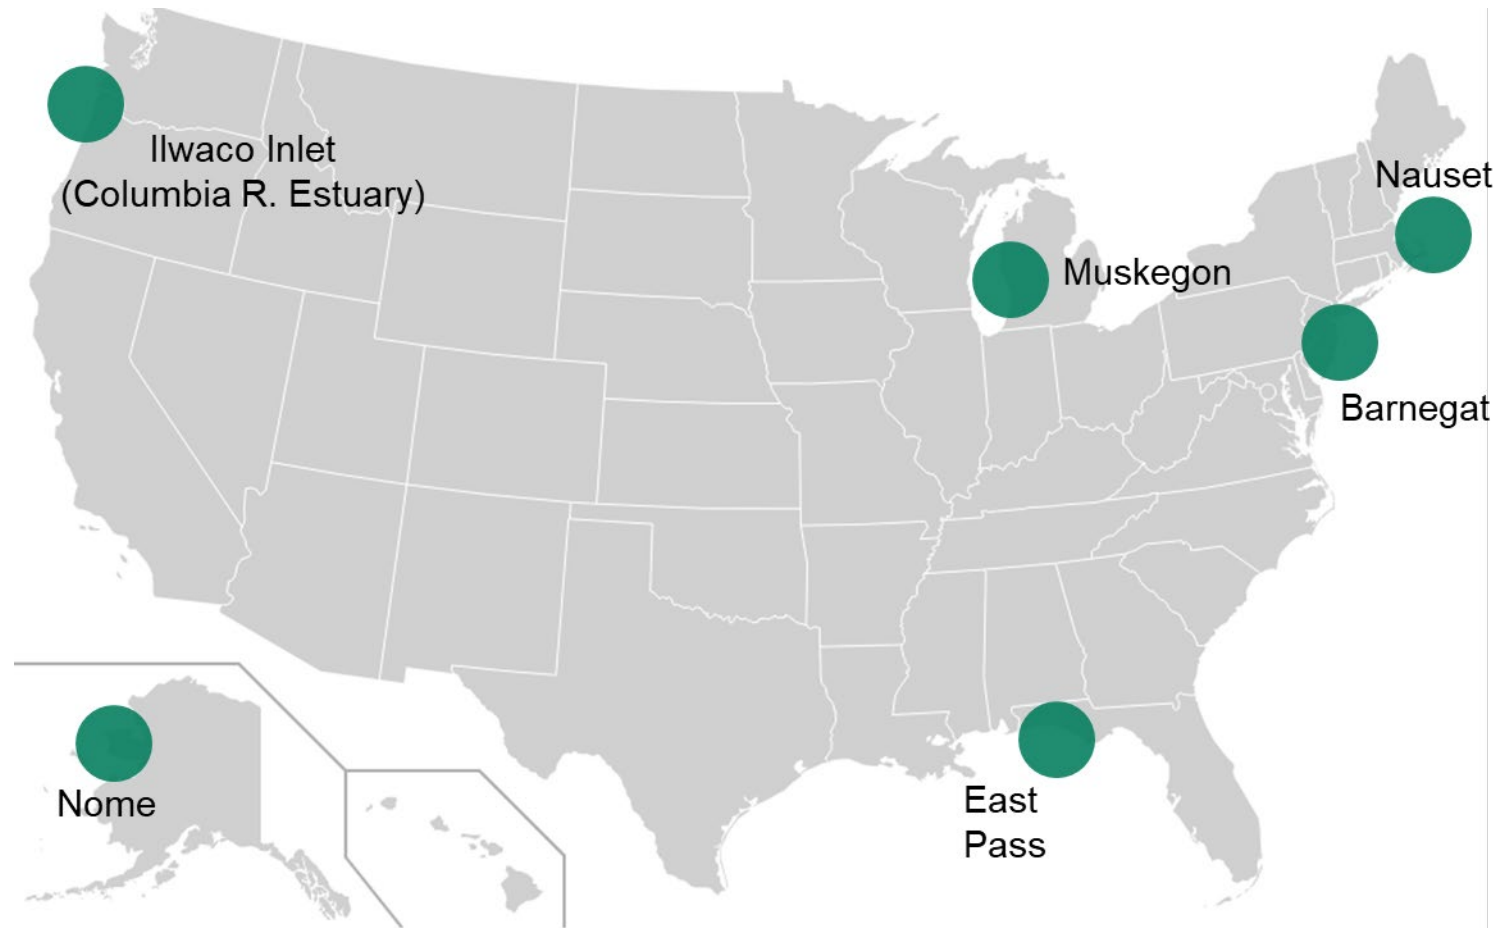 Ilwaco Inlet
(Columbia R. Estuary)
Nauset
Muskegon
Barnegat
Nome
East
Pass